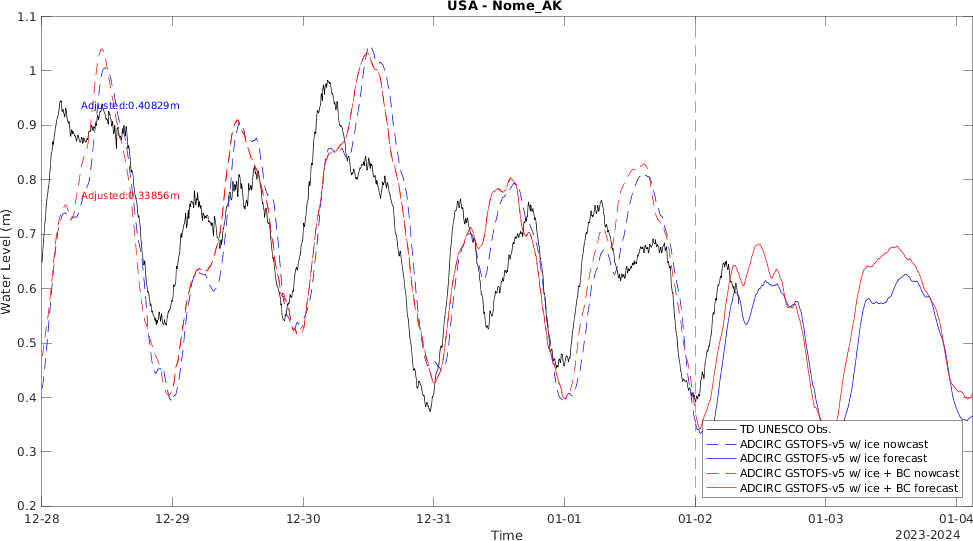 USA - Nome_AK
Water Level (m)
1.1
1
0.9
0.8
0.7
0.6
0.5
0.4
0.3
0.2
Adjusted:0.40829m
Adjusted:0.33856m
TD UNESCO Obs.
ADCIRC GSTOFS-v5 w/ ice nowcast
ADCIRC GSTOFS-v5 w/ ice forecast
ADCIRC GSTOFS-v5 w/ ice + BC nowcast
ADCIRC GSTOFS-v5 w/ ice + BC forecast
12-28 12-29 12-30 12-31 01-01 01-02 01-03 01-04
Time
2023-2024